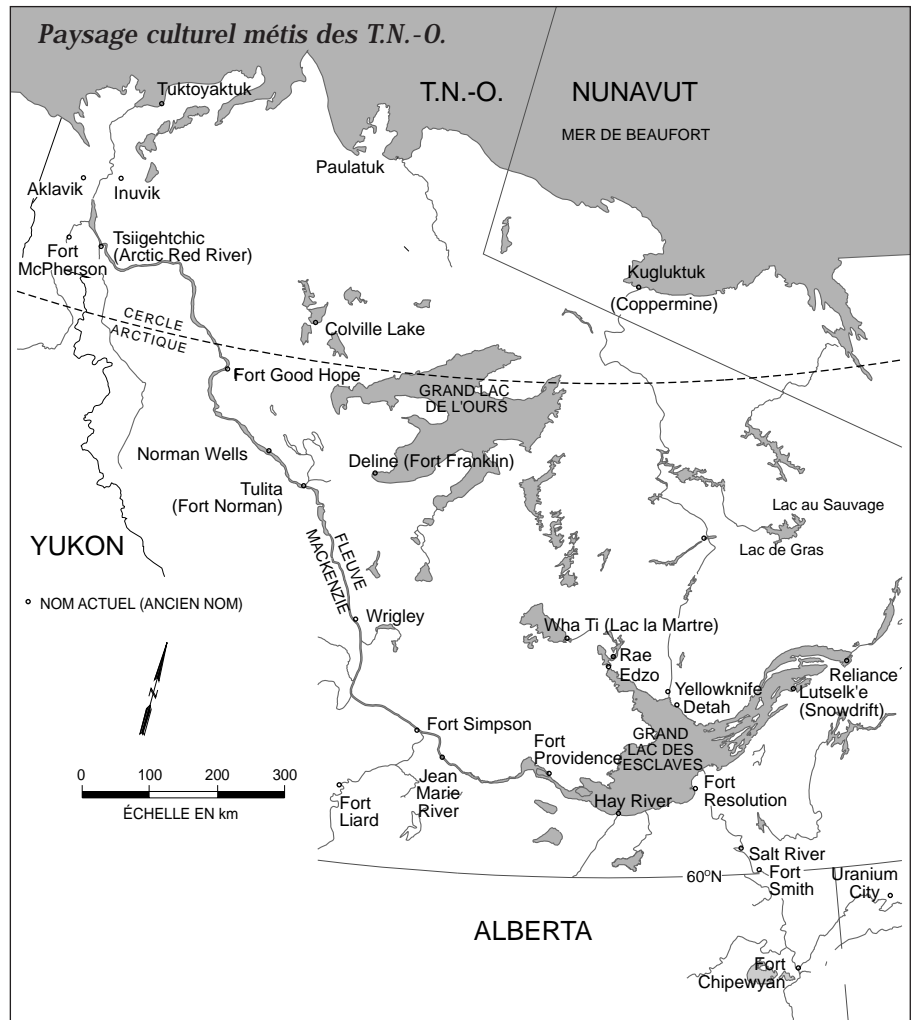 Paysage culturel métis des T.N.-O.
Tuktoyaktuk
T.N.-O.
NUNAVUT
MER DE BEAUFORT
Paulatuk
Aklavik
Inuvik
Tsiigehtchic
(Arctic Red River)
Fort
McPherson
Kugluktuk
(Coppermine)
CERCLE
ARCTIQUE
Colville Lake
Fort Good Hope
GRAND LAC
DE L'OURS
Norman Wells
Deline (Fort Franklin)
Tulita
(Fort Norman)
Lac au Sauvage
Lac de Gras
YUKON
FLEUVE
MACKENZIE
NOM ACTUEL (ANCIEN NOM)
Wrigley
Wha Ti (Lac la Martre)
Rae
Edzo
Reliance
Yellowknife
Detah
Lutselk'e
(Snowdrift)
N
Fort Simpson
GRAND
LAC DES
ESCLAVES
Fort
Providence
0 100 200 300
ÉCHELLE EN km
Jean
Marie
River
Fort
Liard
Hay River
Fort
Resolution
Salt River
60°N
Fort
Smith
Uranium
City
ALBERTA
Fort
Chipewyan